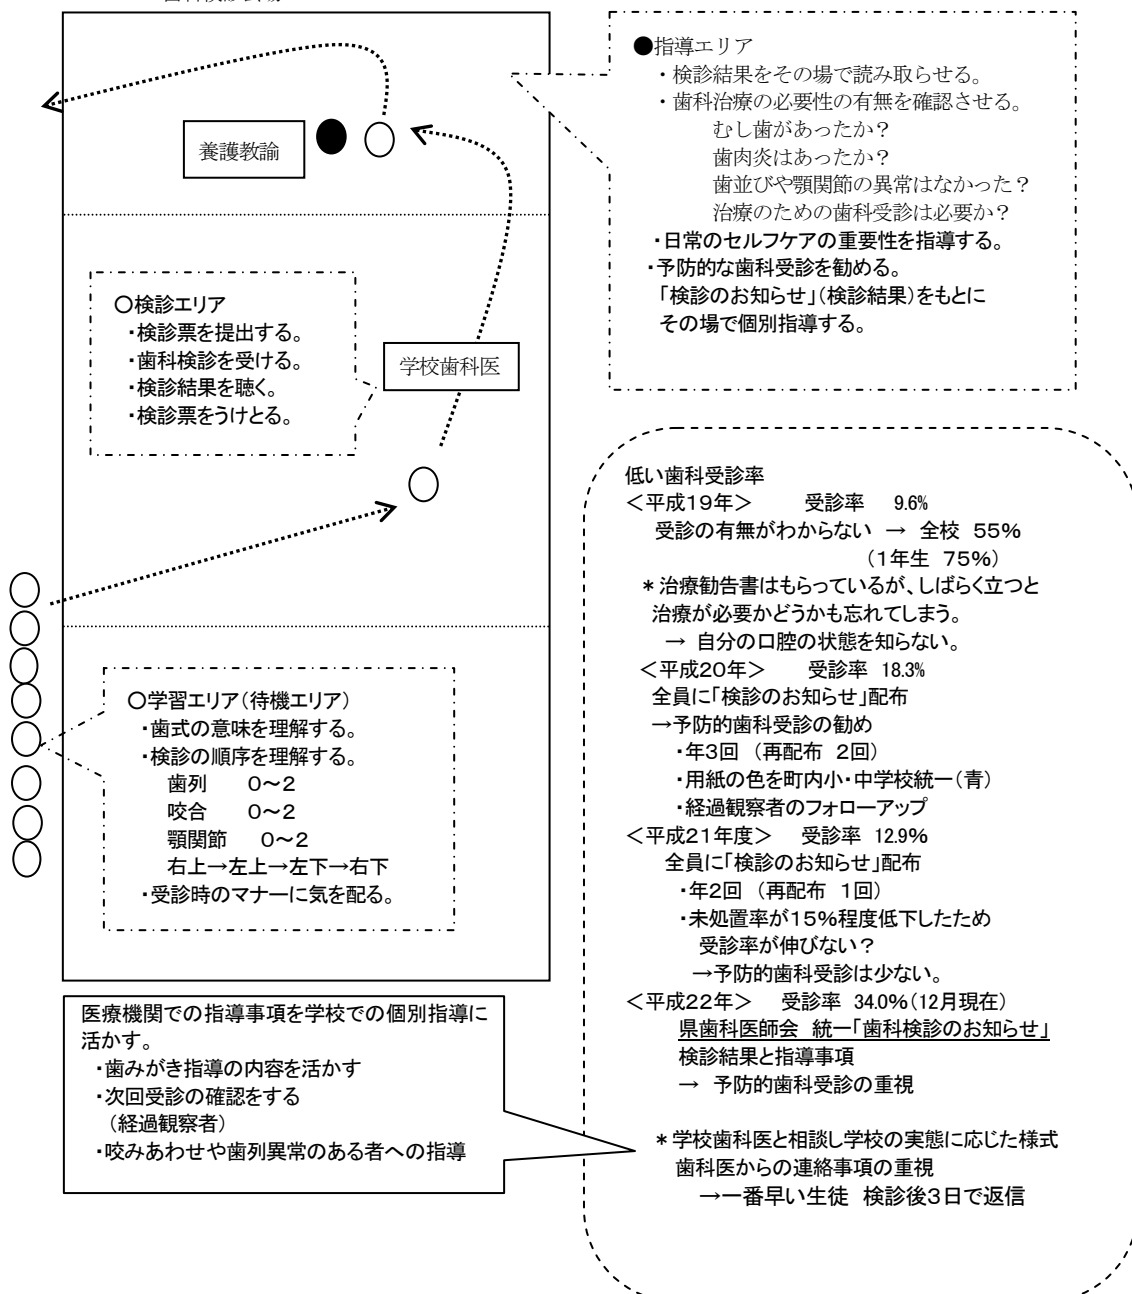 ●指導エリア
・検診結果をその場で読み取らせる。
・歯科治療の必要性の有無を確認させる。
むし歯があったか？
歯肉炎はあったか？
歯並びや顎関節の異常はなかった？
治療のための歯科受診は必要か？
・日常のセルフケアの重要性を指導する。
・予防的な歯科受診を勧める。
「検診のお知らせ」（検診結果）をもとに
その場で個別指導する。
養護教諭
〇検診エリア
・検診票を提出する。
・歯科検診を受ける。
・検診結果を聴く。
・検診票をうけとる。
学校歯科医
〇学習エリア（待機エリア）
・歯式の意味を理解する。
・検診の順序を理解する。
歯列　０～２
咬合　０～２
顎関節　０～２
右上→左上→左下→右下
・受診時のマナーに気を配る。
医療機関での指導事項を学校での個別指導に
活かす。
・歯みがき指導の内容を活かす
・次回受診の確認をする
（経過観察者）
・咬みあわせや歯列異常のある者への指導
低い歯科受診率
＜平成１９年＞　受診率　9.6%
受診の有無がわからない　→　全校　５５％
（１年生　７５％）
＊治療勧告書はもらっているが、しばらく立つと
治療が必要かどうかも忘れてしまう。
→　自分の口腔の状態を知らない。
＜平成２０年＞　受診率　18.3%
全員に「検診のお知らせ」配布
→予防的歯科受診の勧め
・年３回　（再配布　２回）
・用紙の色を町内小・中学校統一（青）
・経過観察者のフォローアップ
＜平成２１年度＞　受診率　１２.９％
全員に「検診のお知らせ」配布
・年２回　（再配布　１回）
・未処置率が１５％程度低下したため
受診率が伸びない？
→予防的歯科受診は少ない。
＜平成２２年＞　受診率　34.0%（12月現在）
県歯科医師会　統一「歯科検診のお知らせ」
検診結果と指導事項
→　予防的歯科受診の重視
＊学校歯科医と相談し学校の実態に応じた様式
歯科医からの連絡事項の重視
→一番早い生徒　検診後３日で返信